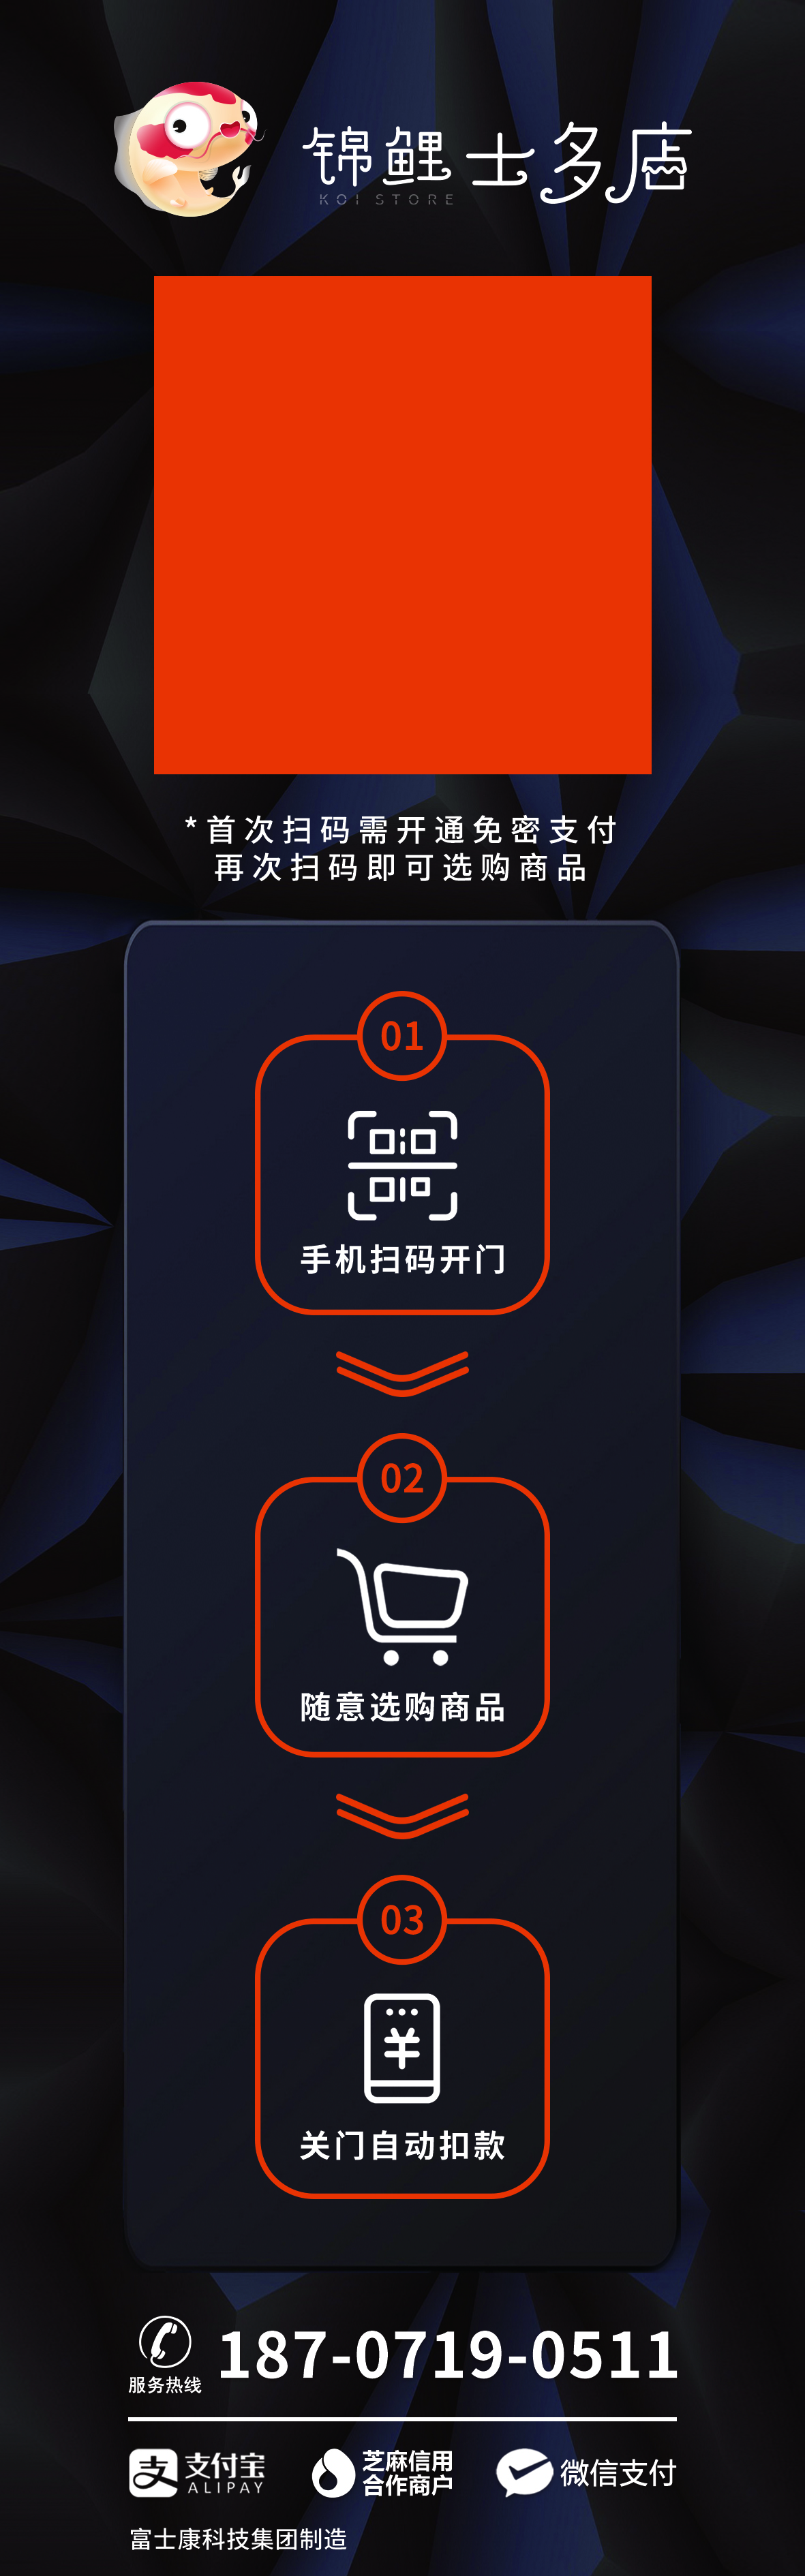 锦鲤士多店
KOI STORE
*首次扫码需开通免密支付
再次扫码即可选购商品
01
手机扫码开门
02
随意选购商品
03
关门自动扣款
187-0719-0511
服务热线
支付宝
ALIPAY
芝麻信用
合作商户
微信支付
富士康科技集团制造